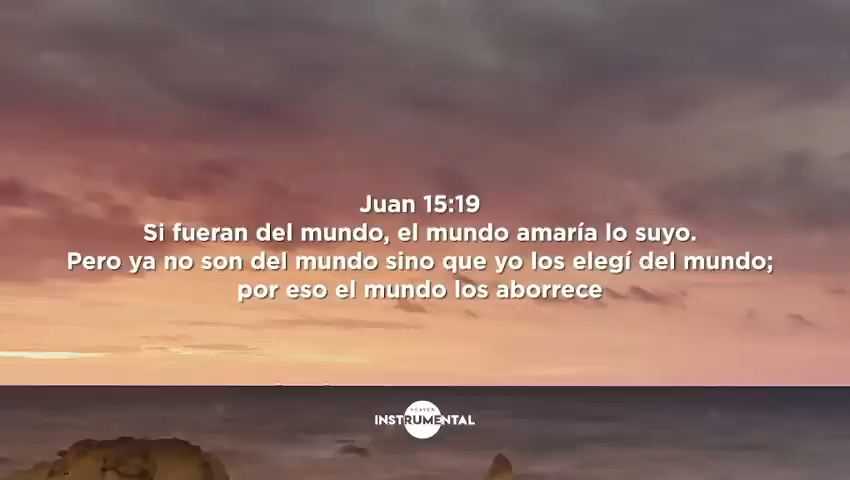 Juan 15:19
Si fueran del mundo, el mundo amaría lo suyo.
Pero ya no son del mundo sino que yo los elegí del mundo;
por eso el mundo los aborrece
HEAVEN
INSTRUMENTAL